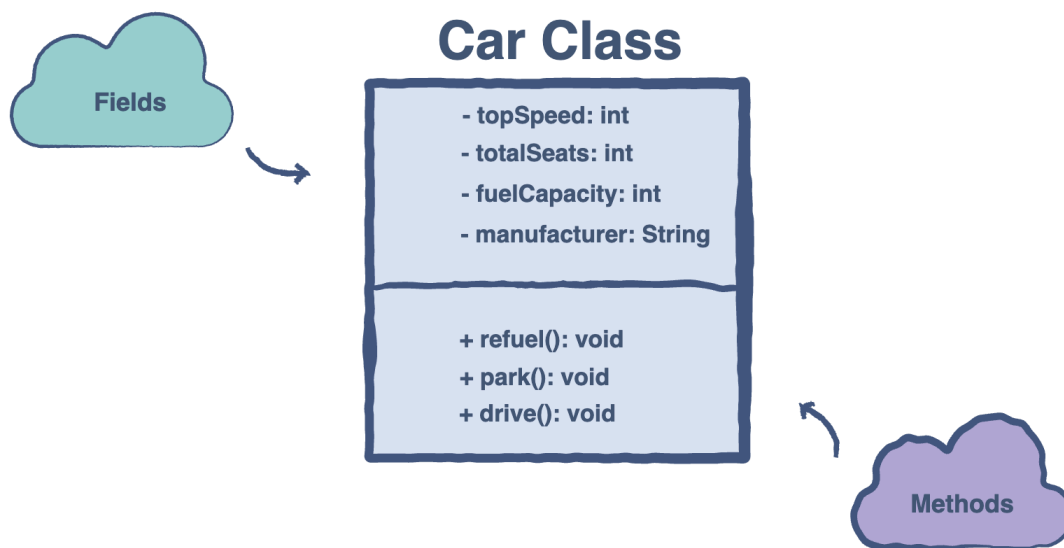 Car Class
Fields
- topSpeed: int
- totalSeats: int
- fuelCapacity: int
- manufacturer: String
+ refuel(): void
+ park(): void
+ drive(): void
Methods